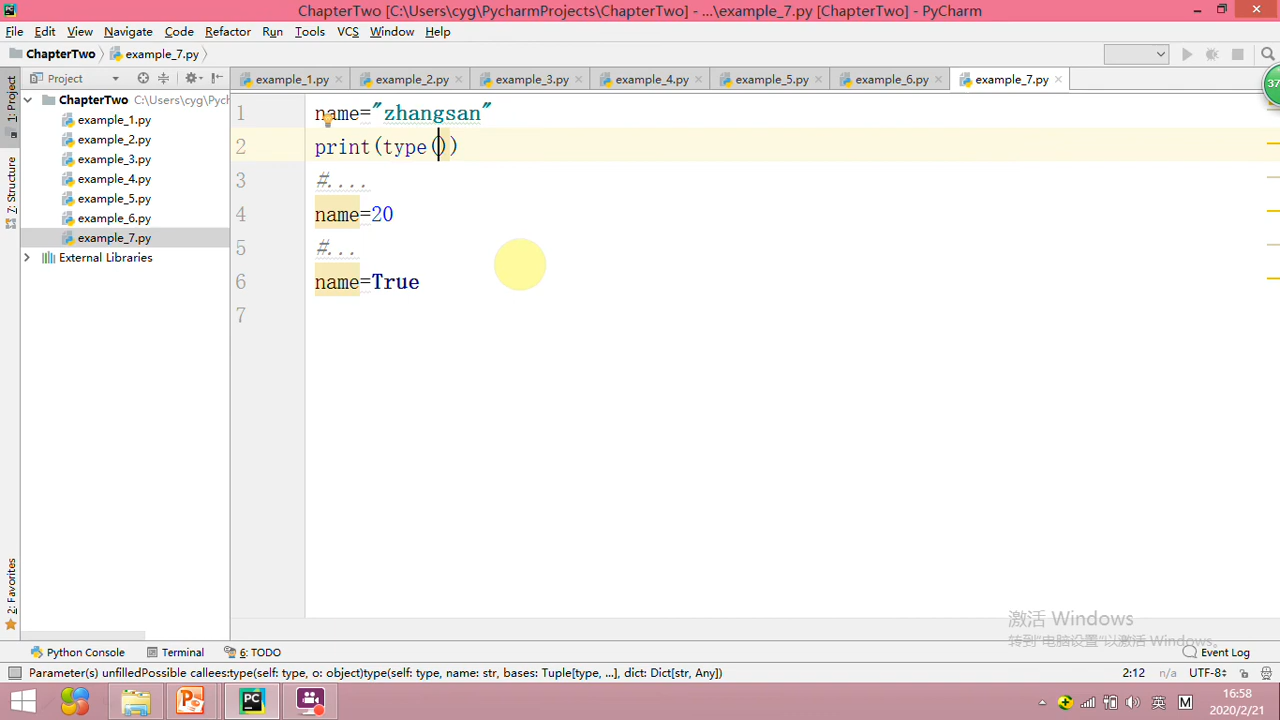 ChapterTwo [C:\Users\cyg\PycharmProjects\ChapterTwo] - ...\example_7.py [ChapterTwo] - PyCharm
File Edit View Navigate Code Refactor Run Tools VCS Window Help
ChapterTwo example_7.py
Project
example_1.py example_2.py example_3.py example_4.py example_5.py example_6.py example_7.py
37
1: Project
7: Structure
2: Favorites
ChapterTwo C:\Users\cyg\Pych
example_1.py
example_2.py
example_3.py
example_4.py
example_5.py
example_6.py
example_7.py
External Libraries
1 name="zhangsan"
2 print(type())
3 #....
4 name=20
5 #...
6 name=True
7
激活 Windows
转到"电脑设置"以激活 Windows。
Python Console Terminal 6: TODO Event Log
Parameter(s) unfilledPossible callees:type(self: type, o: object)type(self: type, name: str, bases: Tuple[type, ...], dict: Dict[str, Any]) 2:12 n/a UTF-8
英 M
16:58
2020/2/21